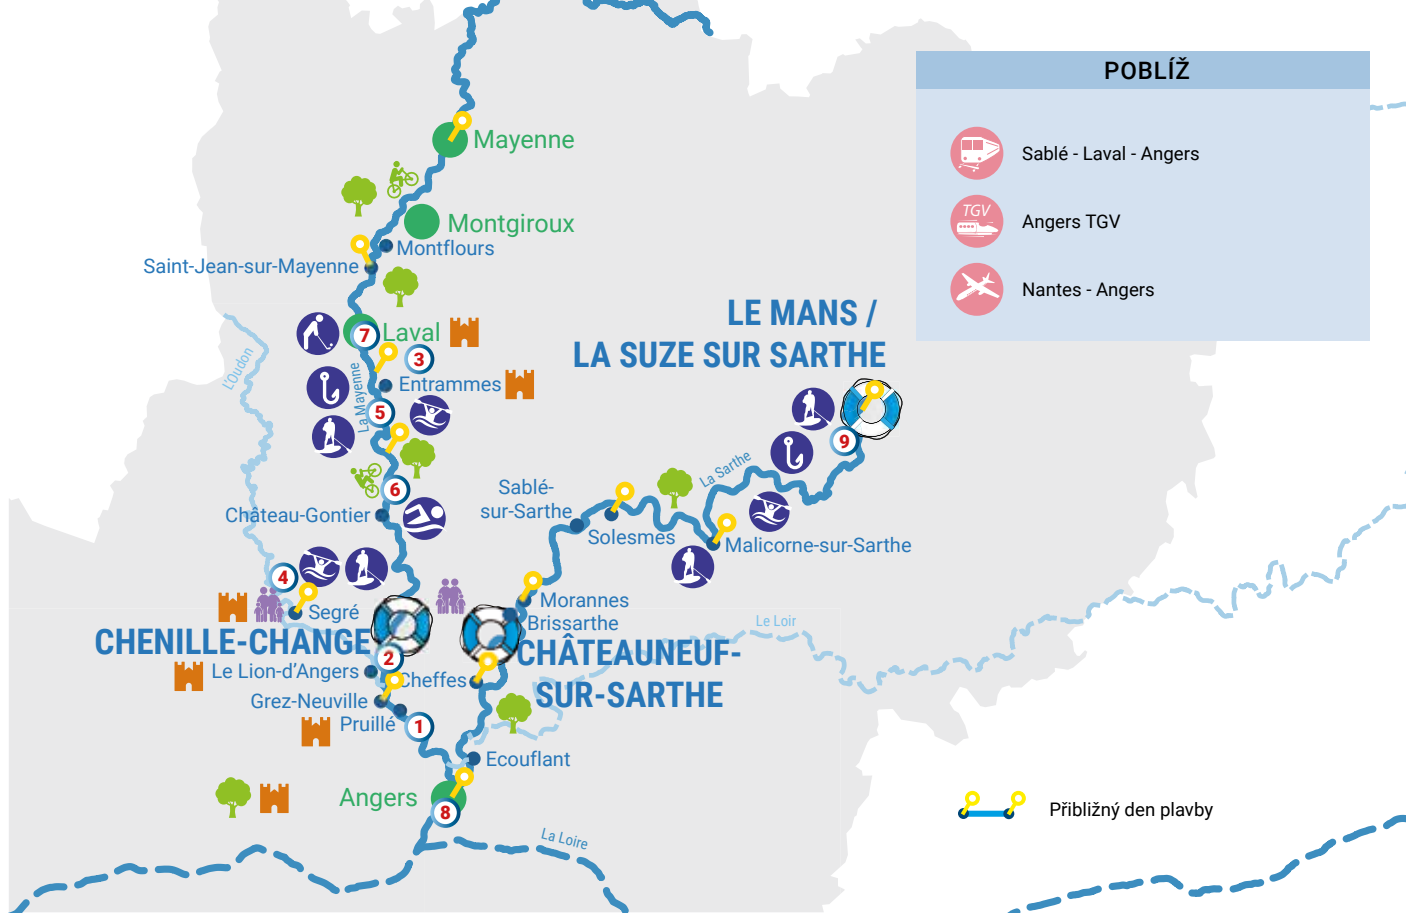 POBLÍŽ
Sablé - Laval - Angers
TGV
Angers TGV
Nantes - Angers
Mayenne
Montgiroux
Montflours
Saint-Jean-sur-Mayenne
L'Oudon
7
Laval
3
La Mayenne
Entrammes
5
6
Château-Gontier
4
Segré
CHENILLE-CHANGE
2
Le Lion-d'Angers
Grez-Neuville
Pruillé
1
Angers
8
LE MANS /
LA SUZE SUR SARTHE
9
La Sarthe
Sablé-
sur-Sarthe
Solesmes
Malicorne-sur-Sarthe
Morannes
Brissarthe
Le Loir
CHÂTEAUNEUF-
SUR-SARTHE
Cheffes
Ecouflant
La Loire
Přibližný den plavby